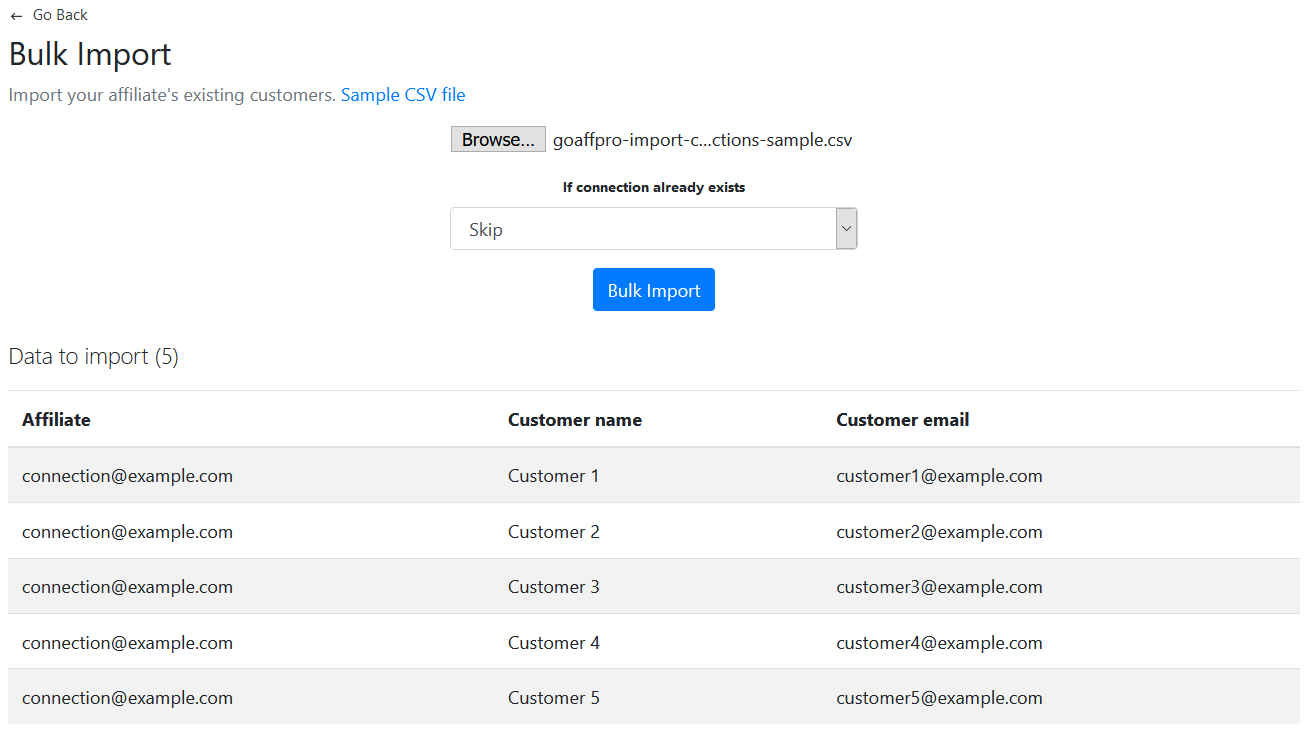 ← Go Back
Bulk Import
Import your affiliate's existing customers. Sample CSV file
Browse... goaffpro-import-c...ctions-sample.csv
If connection already exists
Skip
Bulk Import
Data to import (5)
Affiliate Customer name Customer email
connection@example.com Customer 1 customer1@example.com
connection@example.com Customer 2 customer2@example.com
connection@example.com Customer 3 customer3@example.com
connection@example.com Customer 4 customer4@example.com
connection@example.com Customer 5 customer5@example.com